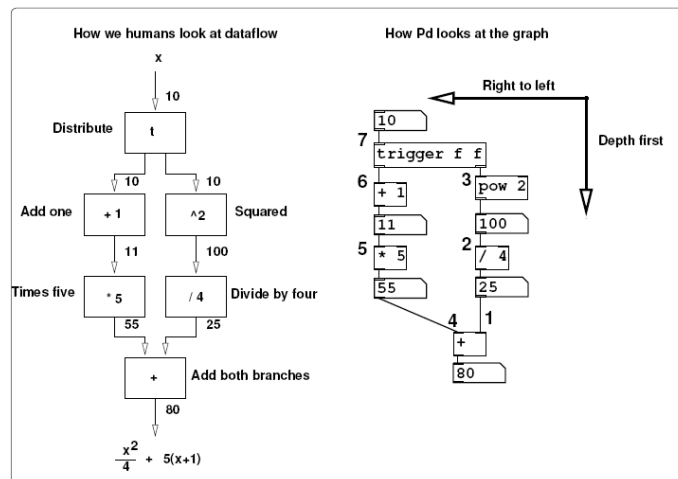 How we humans look at dataflow
x
10
Distribute
t
10
10
Add one
+ 1
^2
Squared
11
100
Times five
* 5
/ 4
Divide by four
55
25
+
Add both branches
80
x2
4
+ 5(x+1)
How Pd looks at the graph
Right to left
Depth first
10
7
trigger f f
6
+ 1
3
pow 2
11
100
5
* 5
2
/ 4
55
25
4
1
+
80